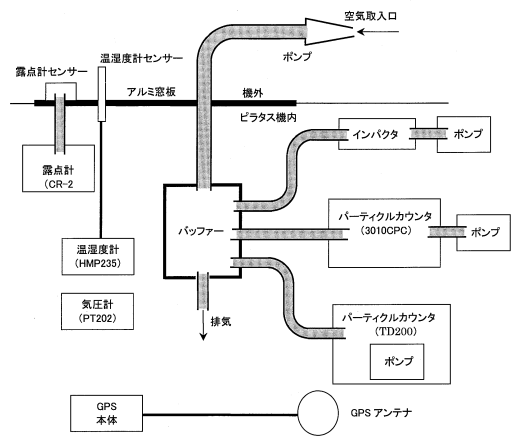 空気取入口
ポンプ
温湿度計センサー
露点計センサー
アルミ窓板
機外
ピラタス機内
露点計
(CR-2
インパクタ
ポンプ
バッファー
パーティクルカウンタ
(3010CPC)
ポンプ
温湿度計
(HMP235)
気圧計
(PT202)
排気
パーティクルカウンタ
(TD200)
ポンプ
GPS
本体
GPS アンテナ